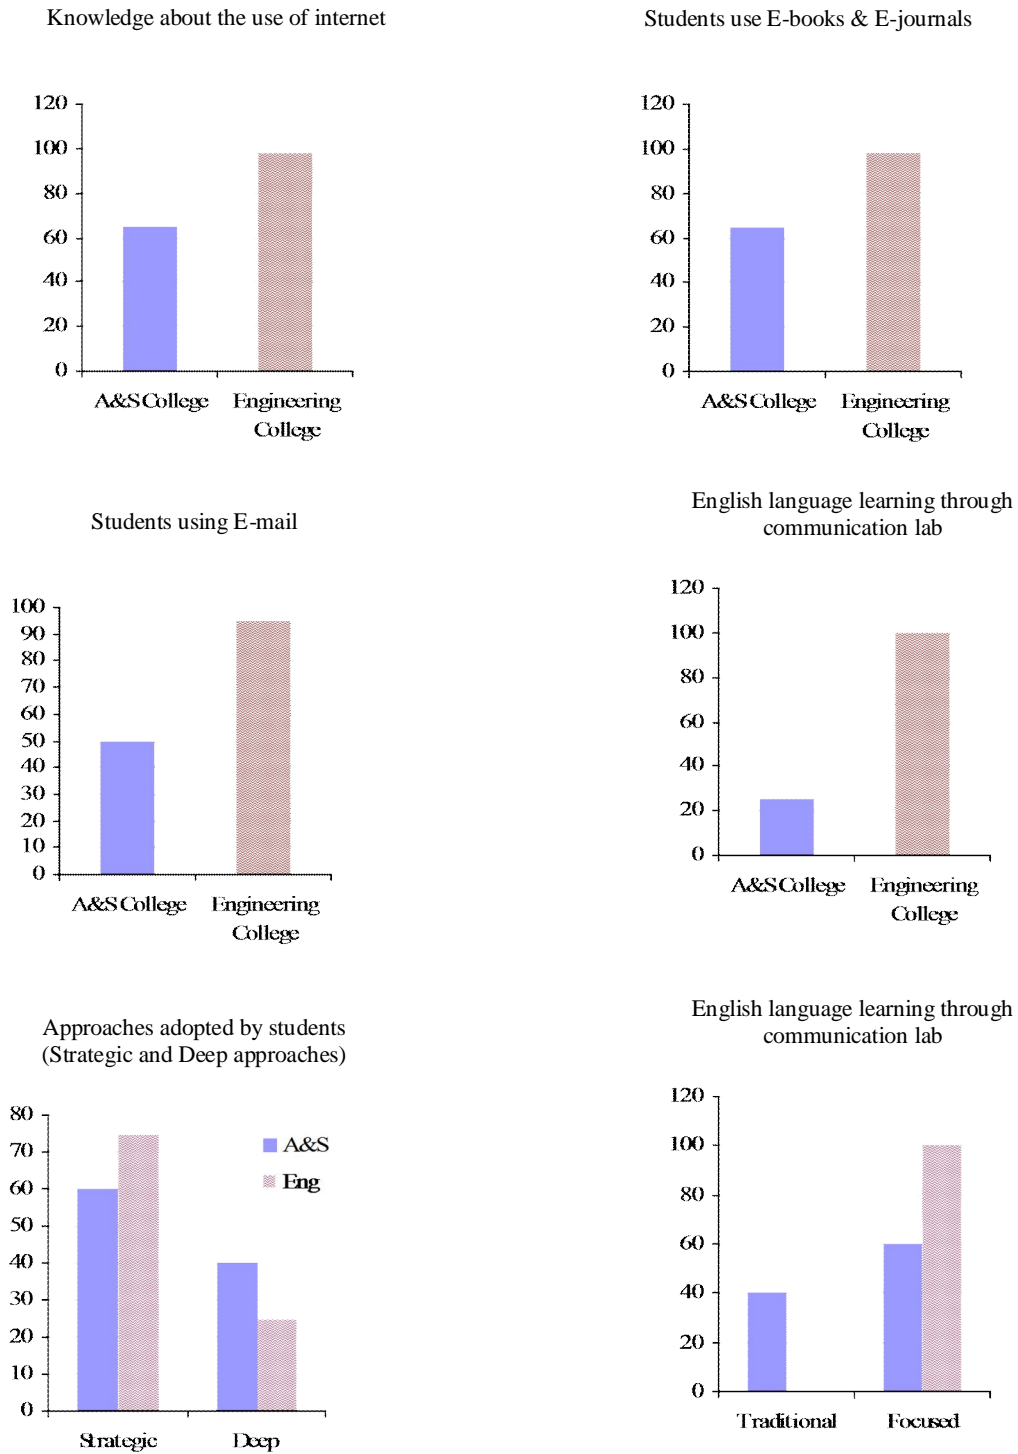 Knowledge about the use of internet
120
100
80
60
40
20
0
A&S College
Engineering
College
Students use E-books & E-journals
120
100
80
60
40
20
0
A&S College
Engineering
College
Students using E-mail
100
90
80
70
60
50
40
30
20
10
0
A&S College
Engineering
College
English language learning through
communication lab
120
100
80
60
40
20
0
A&S College
Engineering
College
Approaches adopted by students
(Strategic and Deep approaches)
80
70
60
50
40
30
20
10
0
A&S
Eng
Strategic
Deep
English language learning through
communication lab
120
100
80
60
40
20
0
Traditional
Focused